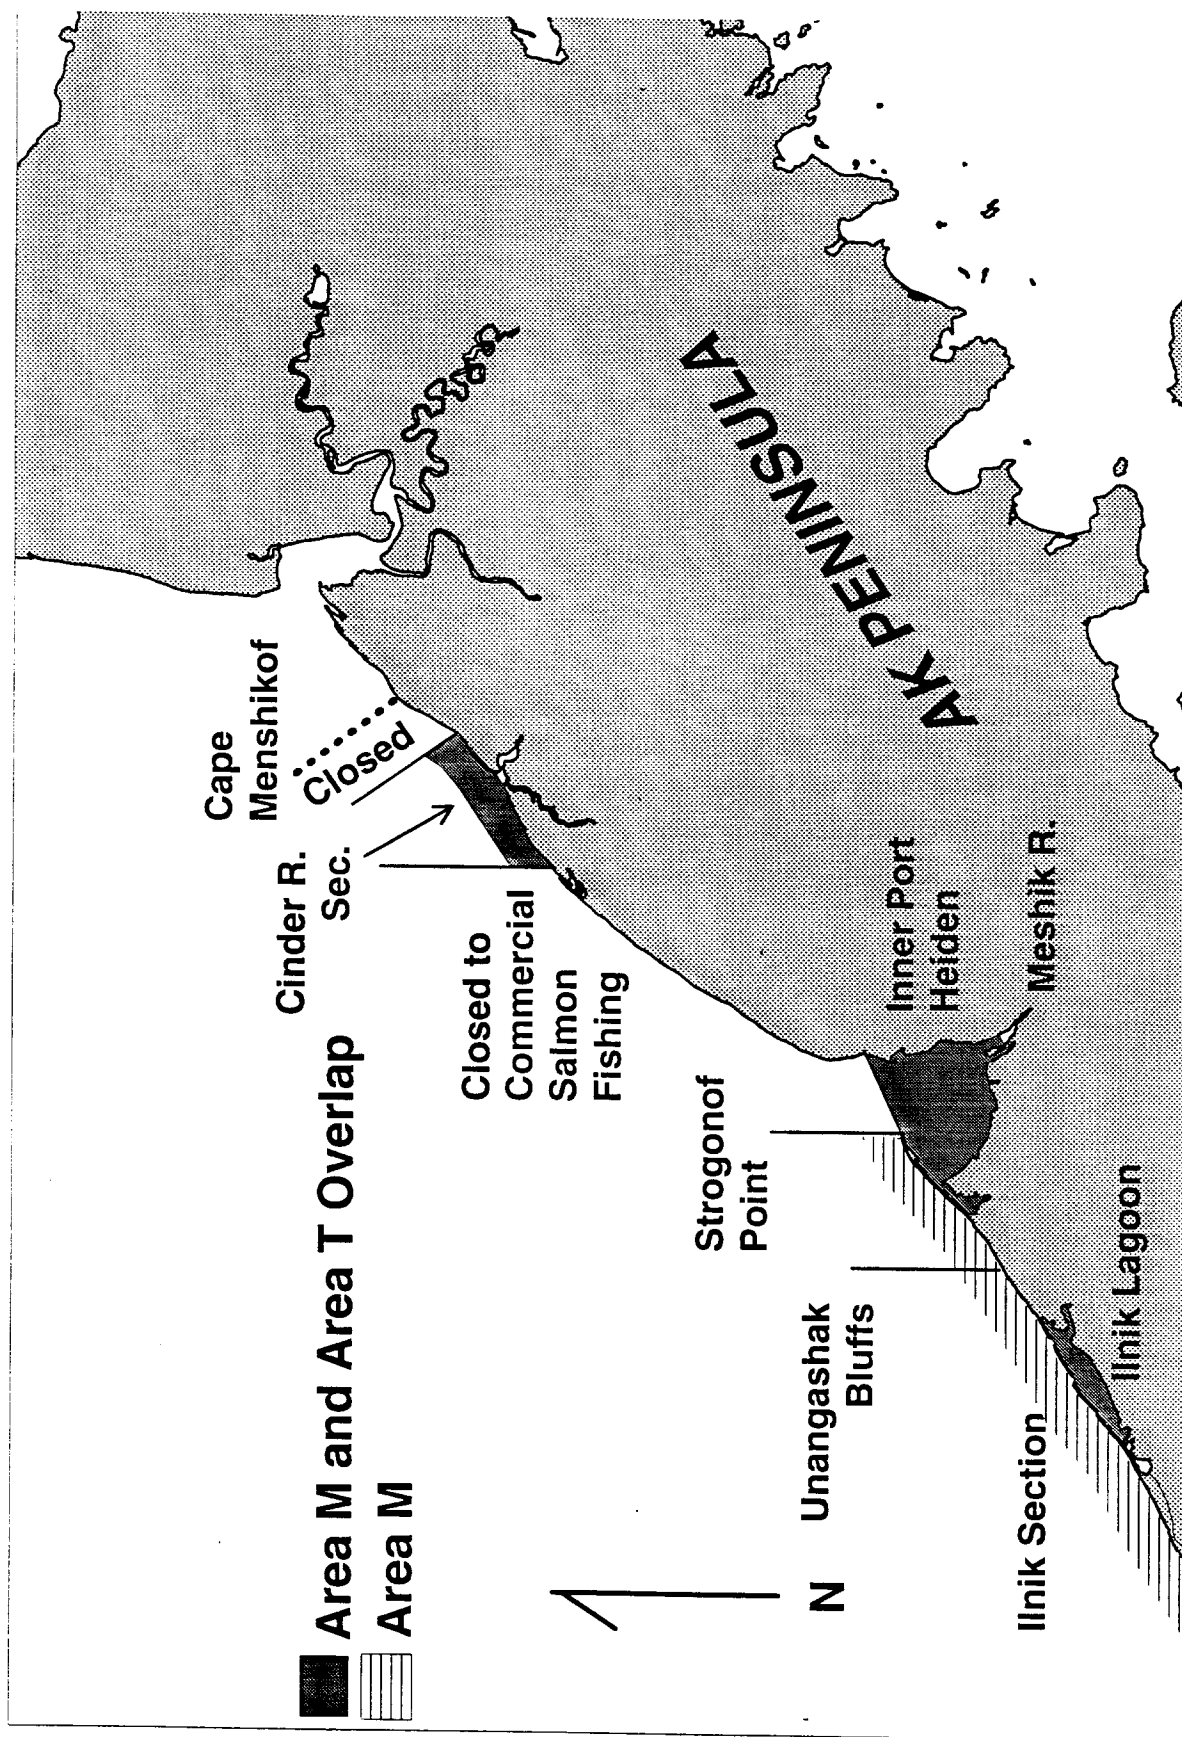 Area M and Area T Overlap
Area M
Cape
Menshikof
Closed
Cinder R.
Sec.
Closed to
Commercial
Salmon
Fishing
AK PENINSULA
Strogonof
Point
Inner Port
Heiden
Meshik R.
Unangashak
Bluffs
Ilnik Section
Ilnik Lagoon
N